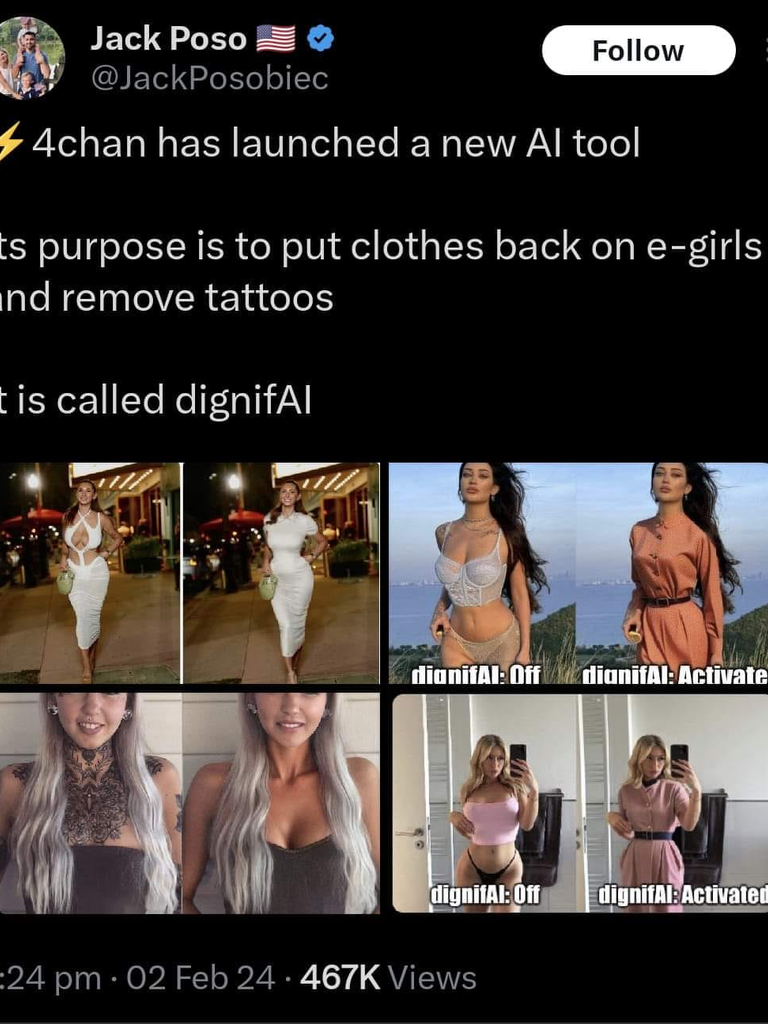 Jack Poso 🇺🇸
Follow
@JackPosobiec
⚡4chan has launched a new AI tool
ts purpose is to put clothes back on e-girls
nd remove tattoos
t is called dignifAI
dignifAI: Off
dignifAI: Activate
dignifAI: Off
dignifAI: Activated
:24 pm · 02 Feb 24 · 467K Views